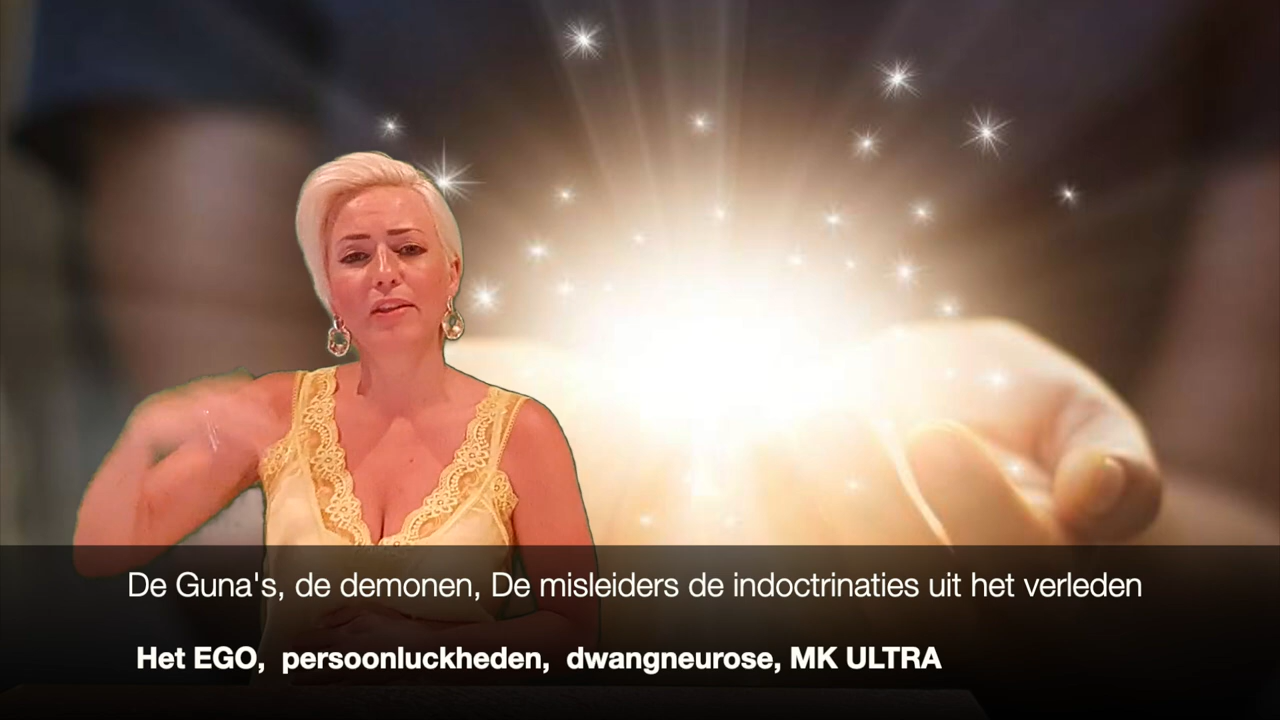 De Guna's, de demonen, De misleiders de indoctrinaties uit het verleden
Het EGO, persoonluckheden, dwangneurose, MK ULTRA